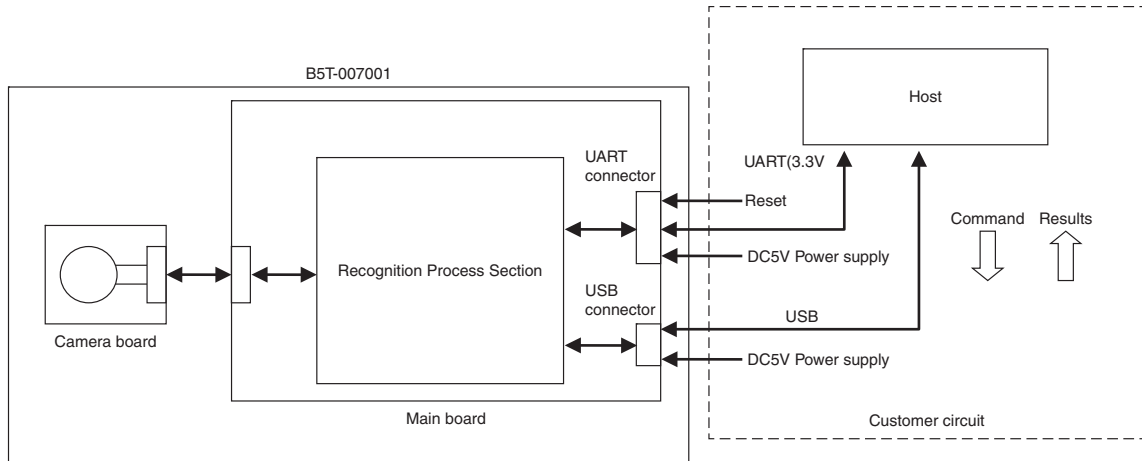 B5T-007001
Host
UART
connector
UART(3.3V
Reset
Command
Results
Recognition Process Section
DC5V Power supply
USB
connector
USB
Camera board
DC5V Power supply
Main board
Customer circuit